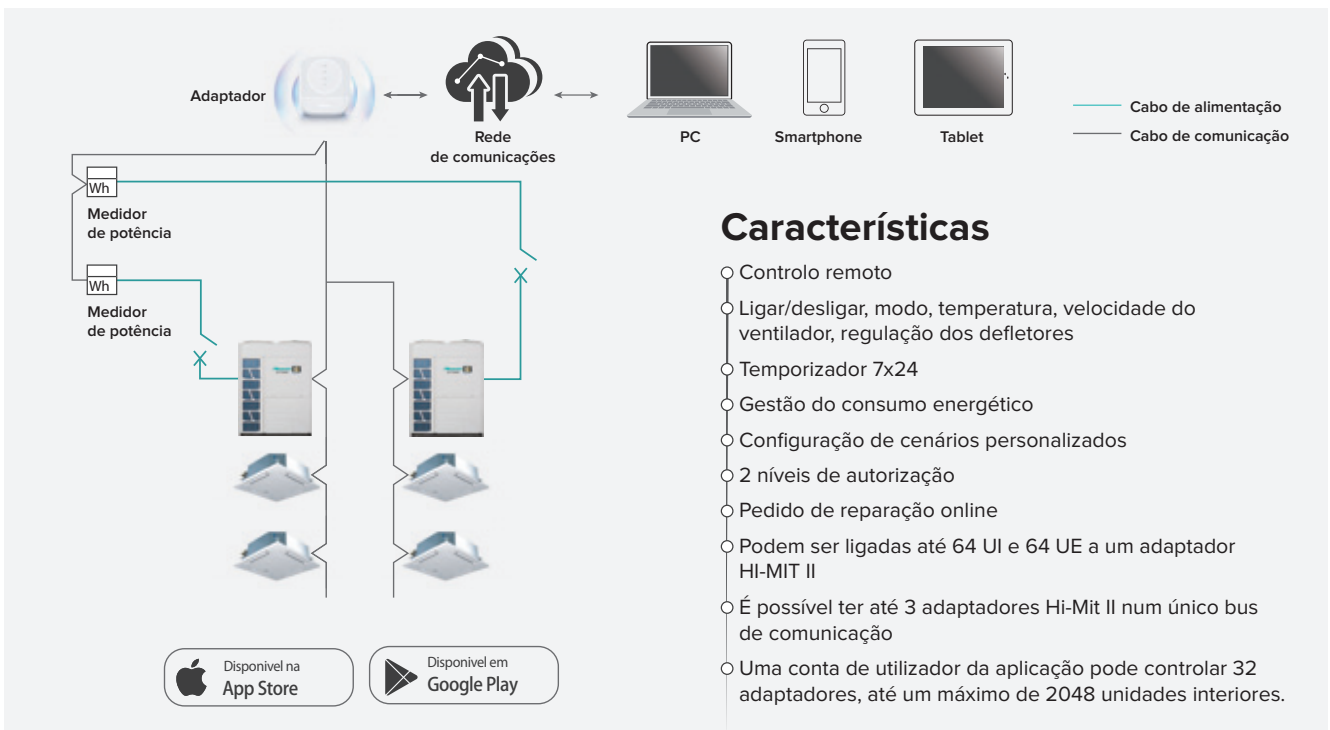 Adaptador
Rede
de comunicações
PC
Smartphone
Tablet
Cabo de alimentação
Cabo de comunicação
Wh
Medidor
de potência
Wh
Medidor
de potência
Disponivel na
App Store
Disponivel em
Google Play
Características
Controlo remoto
Ligar/desligar, modo, temperatura, velocidade do
ventilador, regulação dos defletores
Temporizador 7x24
Gestão do consumo energético
Configuração de cenários personalizados
2 níveis de autorização
Pedido de reparação online
Podem ser ligadas até 64 UI e 64 UE a um adaptador
HI-MIT II
É possível ter até 3 adaptadores Hi-Mit II num único bus
de comunicação
Uma conta de utilizador da aplicação pode controlar 32
adaptadores, até um máximo de 2048 unidades interiores.